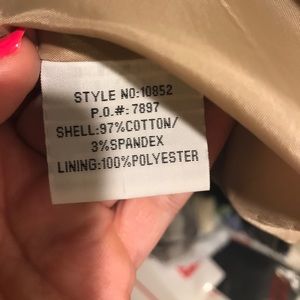 STYLE NO:10852
P.O.#: 7897
SHELL:97%COTTON/
3%SPANDEX
LINING:100%POLYESTER